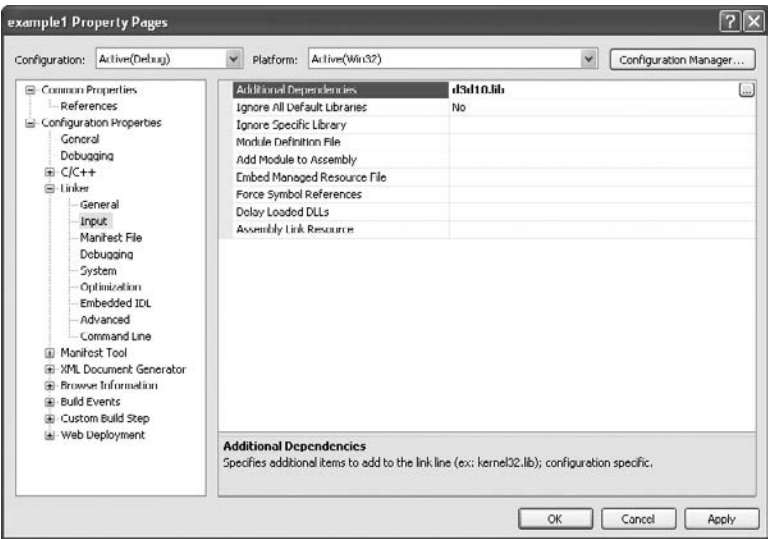 example1 Property Pages
Configuration: Active(Debug) Platform: Active(Win32) Configuration Manager...
Common Properties
References
Configuration Properties
General
Debugging
C/C++
Linker
General
Input
Manifest File
Debugging
System
Optimization
Embedded IDL
Advanced
Command Line
Manifest Tool
XML Document Generator
Browse Information
Build Events
Custom Build Step
Web Deployment
Additional Dependencies d3d10.lib ...
Ignore All Default Libraries No
Ignore Specific Library
Module Definition File
Add Module to Assembly
Embed Managed Resource File
Force Symbol References
Delay Loaded DLLs
Assembly Link Resource
Additional Dependencies
Specifies additional items to add to the link line (ex: kernel32.lib); configuration specific.
OK Cancel Apply